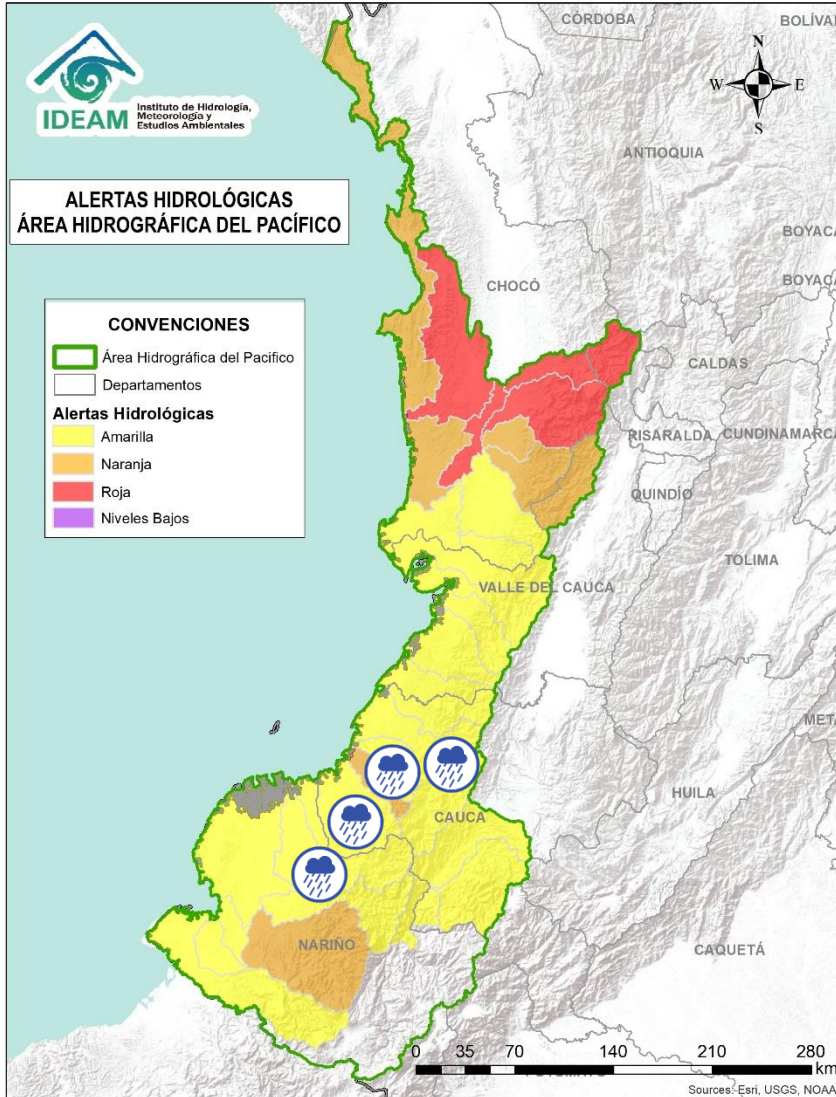 CÓRDOBA
BOLÍVAR
IDEAM
Instituto de Hidrología,
Meteorología y
Estudios Ambientales
N
W
E
S
ANTIOQUIA
ALERTAS HIDROLÓGICAS
ÁREA HIDROGRÁFICA DEL PACÍFICO
BOYACÁ
BOYACÁ
CHOCÓ
CONVENCIONES
Área Hidrográfica del Pacifico
Departamentos
Alertas Hidrológicas
Amarilla
Naranja
Roja
Niveles Bajos
CALDAS
RISARALDA
CUNDINAMARCA
QUINDÍO
TOLIMA
VALLE DEL CAUCA
META
HUILA
CAUCA
NARIÑO
CAQUETÁ
0 35 70 140 210 280
km
Sources: Esri, USGS, NOAA